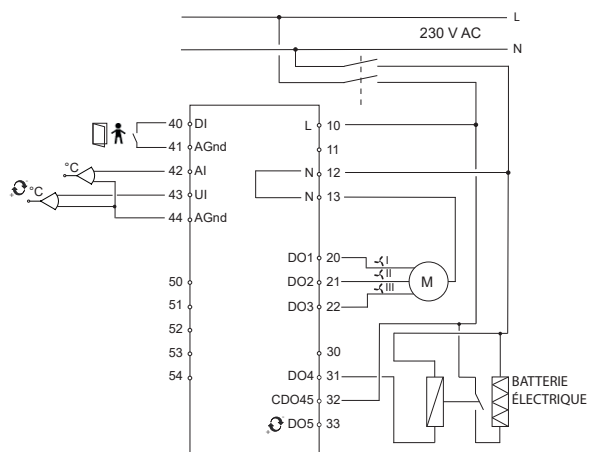 L
230 V AC
N
40 DI
41 AGnd
°C
42 AI
°C
43 UI
44 AGnd
50
51
52
53
54
L 10
11
N 12
N 13
DO1 20
DO2 21
DO3 22
I
II
III
M
30
DO4 31
CDO45 32
DO5 33
BATTERIE
ÉLECTRIQUE